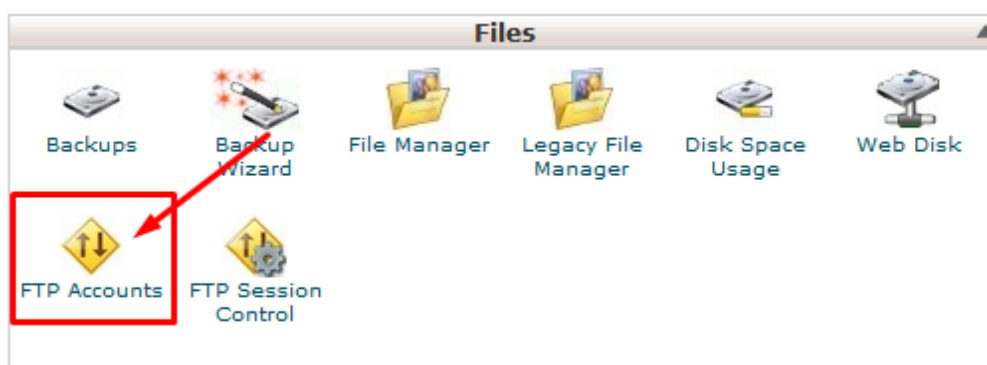 Files
Backups
Backup
Wizard
File Manager
Legacy File
Manager
Disk Space
Usage
Web Disk
FTP Accounts
FTP Session
Control